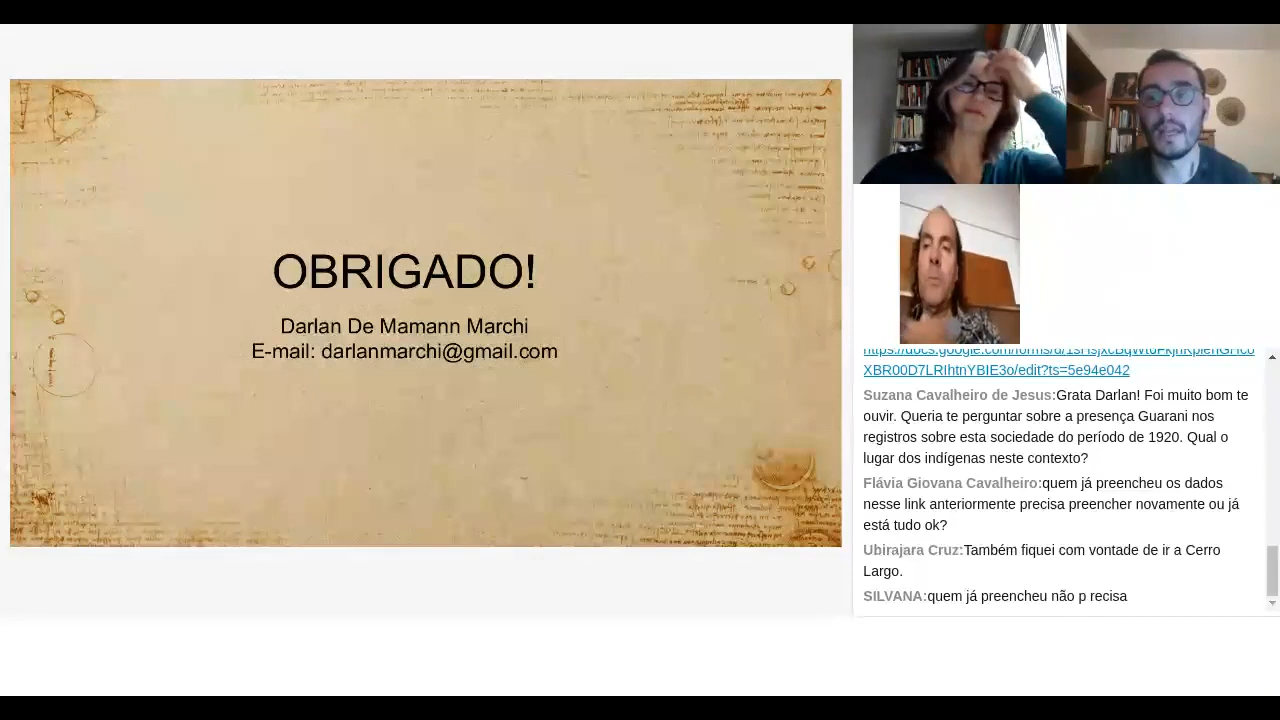 OBRIGADO!
Darlan De Mamann Marchi
E-mail: darlanmarchi@gmail.com
XBR00D7LRIhtnYBIE3o/edit?ts=5e94e042
Suzana Cavalheiro de Jesus:Grata Darlan! Foi muito bom te
ouvir. Queria te perguntar sobre a presença Guarani nos
registros sobre esta sociedade do período de 1920. Qual o
lugar dos indígenas neste contexto?
Flávia Giovana Cavalheiro:quem já preencheu os dados
nesse link anteriormente precisa preencher novamente ou já
está tudo ok?
Ubirajara Cruz:Também fiquei com vontade de ir a Cerro
Largo.
SILVANA:quem já preencheu não p recisa